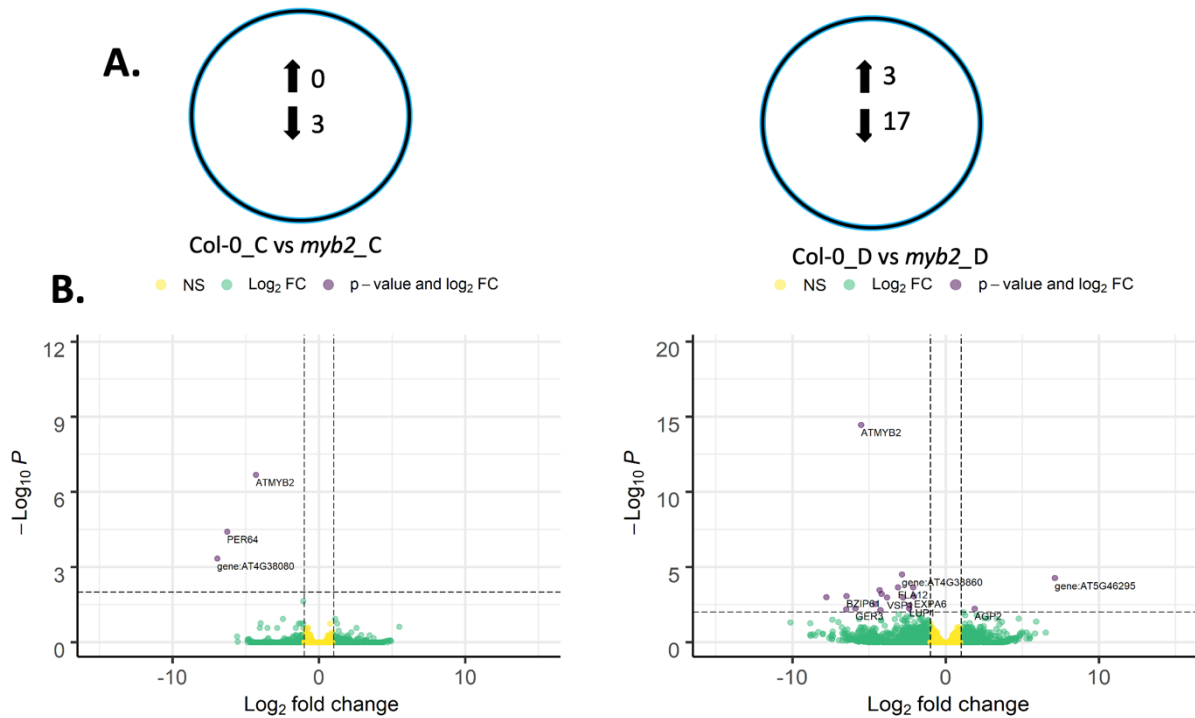 A.
0
3
Col-0_C vs myb2_C
3
17
Col-0_D vs myb2_D
B.
NS Log₂ FC p – value and log₂ FC
12
9
6
3
0
– Log₁₀ P
ATMYB2
PER64
gene:AT4G38080
-10 0 10
Log₂ fold change
NS Log₂ FC p – value and log₂ FC
20
15
10
5
0
– Log₁₀ P
ATMYB2
gene:AT4G38860
gene:AT5G46295
FLA12
BZIP61
VSP1
EXPA6
GER3
LUP1
AGP2
-10 0 10
Log₂ fold change